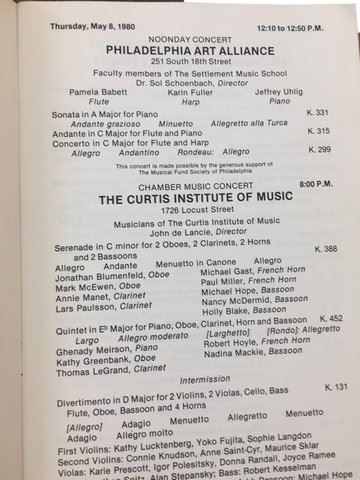 Thursday, May 8, 1980 12:10 to 12:50 P.M.
NOONDAY CONCERT
PHILADELPHIA ART ALLIANCE
251 South 18th Street
Faculty members of The Settlement Music School
Dr. Sol Schoenbach, Director
Pamela Babett Karin Fuller Jeffrey Uhlig
Flute Harp Piano
Sonata in A Major for Piano K. 331
Andante grazioso Minuetto Allegretto alla Turca
Andante in C Major for Flute and Piano K. 315
Concerto in C Major for Flute and Harp K. 299
Allegro Andantino Rondeau: Allegro
This concert is made possible by the generous support of
The Musical Fund Society of Philadelphia
CHAMBER MUSIC CONCERT 8:00 P.M.
THE CURTIS INSTITUTE OF MUSIC
1726 Locust Street
Musicians of The Curtis Institute of Music
John de Lancie, Director
Serenade in C minor for 2 Oboes, 2 Clarinets, 2 Horns
and 2 Bassoons K. 388
Allegro Andante Menuetto in Canone Allegro
Jonathan Blumenfeld, Oboe Michael Gast, French Horn
Mark McEwen, Oboe Paul Miller, French Horn
Annie Manet, Clarinet Michael Hope, Bassoon
Lars Paulsson, Clarinet Nancy McDermid, Bassoon
Holly Blake, Bassoon
Quintet in E♭ Major for Piano, Oboe, Clarinet, Horn and Bassoon K. 452
Largo Allegro moderato [Larghetto] [Rondo]: Allegretto
Ghenady Meirson, Piano Robert Hoyle, French Horn
Kathy Greenbank, Oboe Nadina Mackie, Bassoon
Thomas LeGrand, Clarinet
Intermission
Divertimento in D Major for 2 Violins, 2 Violas, Cello, Bass K. 131
Flute, Oboe, Bassoon and 4 Horns
[Allegro] Adagio Menuetto Allegretto Menuetto
Adagio Allegro molto
First Violins: Kathy Lucktenberg, Yoko Fujita, Sophie Langdon
Second Violins: Connie Knudson, Anne Saint-Cyr, Maurice Sklar
Violas: Karie Prescott, Igor Polesitsky, Donna Randall, Joyce Ramee
Spitz, Alan Stepansky; Bass: Robert Kesselman
Bassoon: Michael Hope